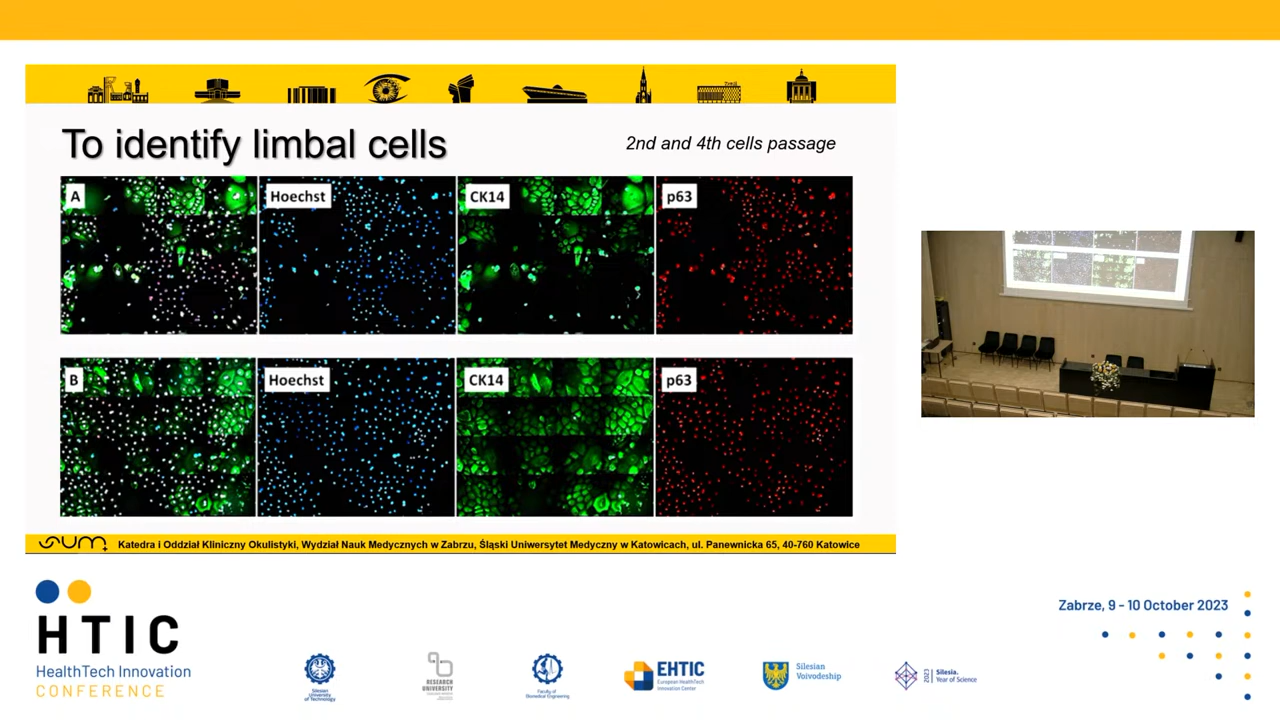 To identify limbal cells
2nd and 4th cells passage
A
Hoechst
CK14
p63
B
Hoechst
CK14
p63
sum
Katedra i Oddział Kliniczny Okulistyki, Wydział Nauk Medycznych w Zabrzu, Śląski Uniwersytet Medyczny w Katowicach, ul. Panewnicka 65, 40-760 Katowice
HTIC
HealthTech Innovation
CONFERENCE
Zabrze, 9 - 10 October 2023
Silesian
University
of Technology
RESEARCH
UNIVERSITY
Faculty of
Biomedical Engineering
EHTIC
European HealthTech
Innovation Center
Silesian
Voivodeship
2023
Silesia.
Year of Science